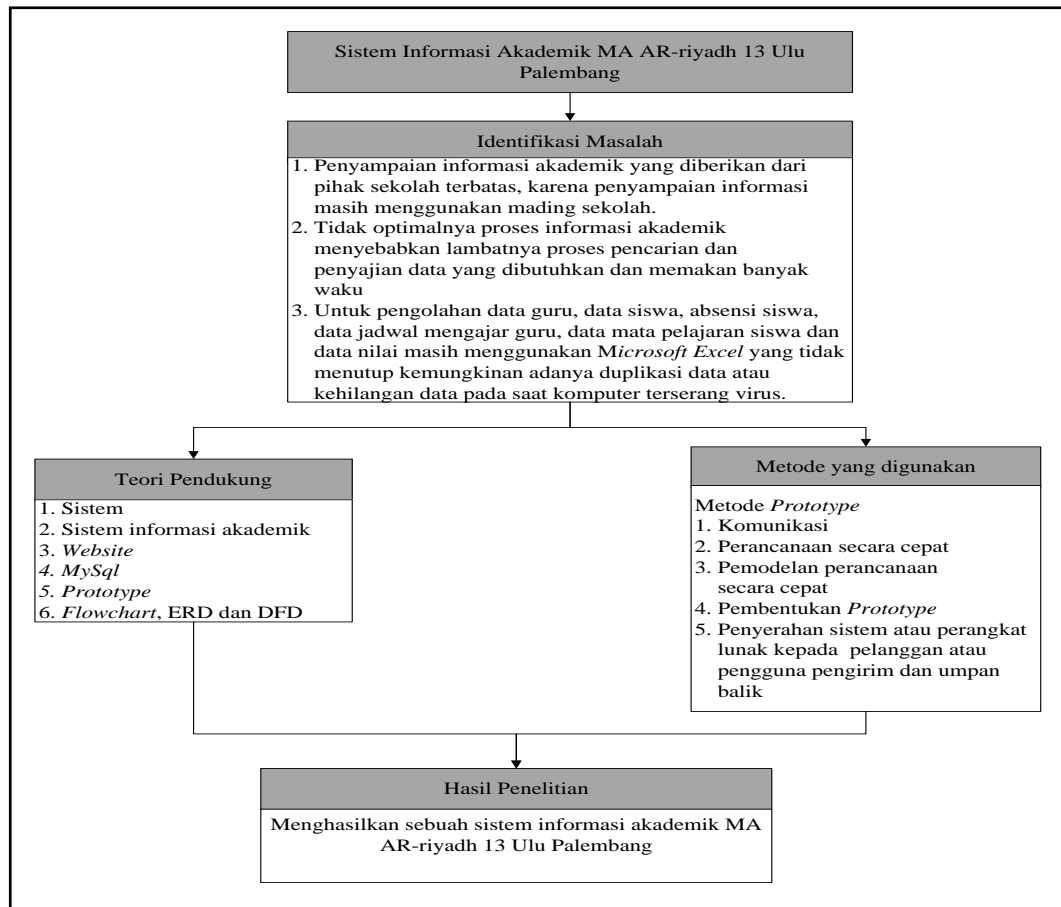 Sistem Informasi Akademik MA AR-riyadh 13 Ulu
Palembang
Identifikasi Masalah
1. Penyampaian informasi akademik yang diberikan dari
pihak sekolah terbatas, karena penyampaian informasi
masih menggunakan mading sekolah.
2. Tidak optimalnya proses informasi akademik
menyebabkan lambatnya proses pencarian dan
penyajian data yang dibutuhkan dan memakan banyak
waku
3. Untuk pengolahan data guru, data siswa, absensi siswa,
data jadwal mengajar guru, data mata pelajaran siswa dan
data nilai masih menggunakan Microsoft Excel yang tidak
menutup kemungkinan adanya duplikasi data atau
kehilangan data pada saat komputer terserang virus.
Teori Pendukung
1. Sistem
2. Sistem informasi akademik
3. Website
4. MySql
5. Prototype
6. Flowchart, ERD dan DFD
Metode yang digunakan
Metode Prototype
1. Komunikasi
2. Perancanaan secara cepat
3. Pemodelan perancanaan
secara cepat
4. Pembentukan Prototype
5. Penyerahan sistem atau perangkat
lunak kepada pelanggan atau
pengguna pengirim dan umpan
balik
Hasil Penelitian
Menghasilkan sebuah sistem informasi akademik MA
AR-riyadh 13 Ulu Palembang